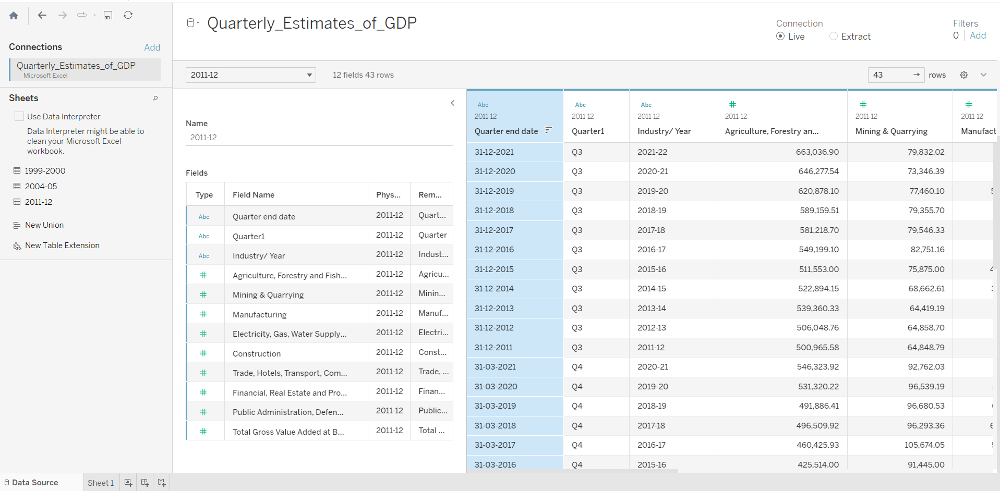 Quarterly_Estimates_of_GDP
Connection
Live
Extract
Filters
0
Add
Connections
Add
Quarterly_Estimates_of_GDP
Microsoft Excel
Sheets
Use Data Interpreter
Data Interpreter might be able to
clean your Microsoft Excel
workbook.
1999-2000
2004-05
2011-12
New Union
New Table Extension
2011-12
12 fields 43 rows
43
rows
Name
2011-12
Fields
Type Field Name Phys... Rem...
Abc Quarter end date 2011-12 Quart...
Abc Quarter1 2011-12 Quarter
Abc Industry/ Year 2011-12 Indust...
# Agriculture, Forestry and Fish... 2011-12 Agricu...
# Mining & Quarrying 2011-12 Minin...
# Manufacturing 2011-12 Manuf...
# Electricity, Gas, Water Supply... 2011-12 Electri...
# Construction 2011-12 Const...
# Trade, Hotels, Transport, Com... 2011-12 Trade, ...
# Financial, Real Estate and Pro... 2011-12 Finan...
# Public Administration, Defen... 2011-12 Public...
# Total Gross Value Added at B... 2011-12 Total ...
Abc Abc Abc # # #
2011-12 2011-12 2011-12 2011-12 2011-12 2011-12
Quarter end date Quarter1 Industry/ Year Agriculture, Forestry an... Mining & Quarrying Manufact
31-12-2021 Q3 2021-22 663,036.90 79,832.02
31-12-2020 Q3 2020-21 646,277.54 73,346.39
31-12-2019 Q3 2019-20 620,878.10 77,460.10
31-12-2018 Q3 2018-19 589,159.51 79,355.70
31-12-2017 Q3 2017-18 581,218.70 79,546.33
31-12-2016 Q3 2016-17 549,199.10 82,751.16
31-12-2015 Q3 2015-16 511,553.00 75,875.00
31-12-2014 Q3 2014-15 522,894.15 68,662.61
31-12-2013 Q3 2013-14 539,360.33 64,419.19
31-12-2012 Q3 2012-13 506,048.76 64,858.70
31-12-2011 Q3 2011-12 500,965.58 64,848.79
31-03-2021 Q4 2020-21 546,323.92 92,762.03
31-03-2020 Q4 2019-20 531,320.22 96,539.19
31-03-2019 Q4 2018-19 491,886.41 96,680.53
31-03-2018 Q4 2017-18 496,509.92 96,293.36
31-03-2017 Q4 2016-17 460,425.93 105,674.05
31-03-2016 Q4 2015-16 425,514.00 91,445.00
Data Source
Sheet 1